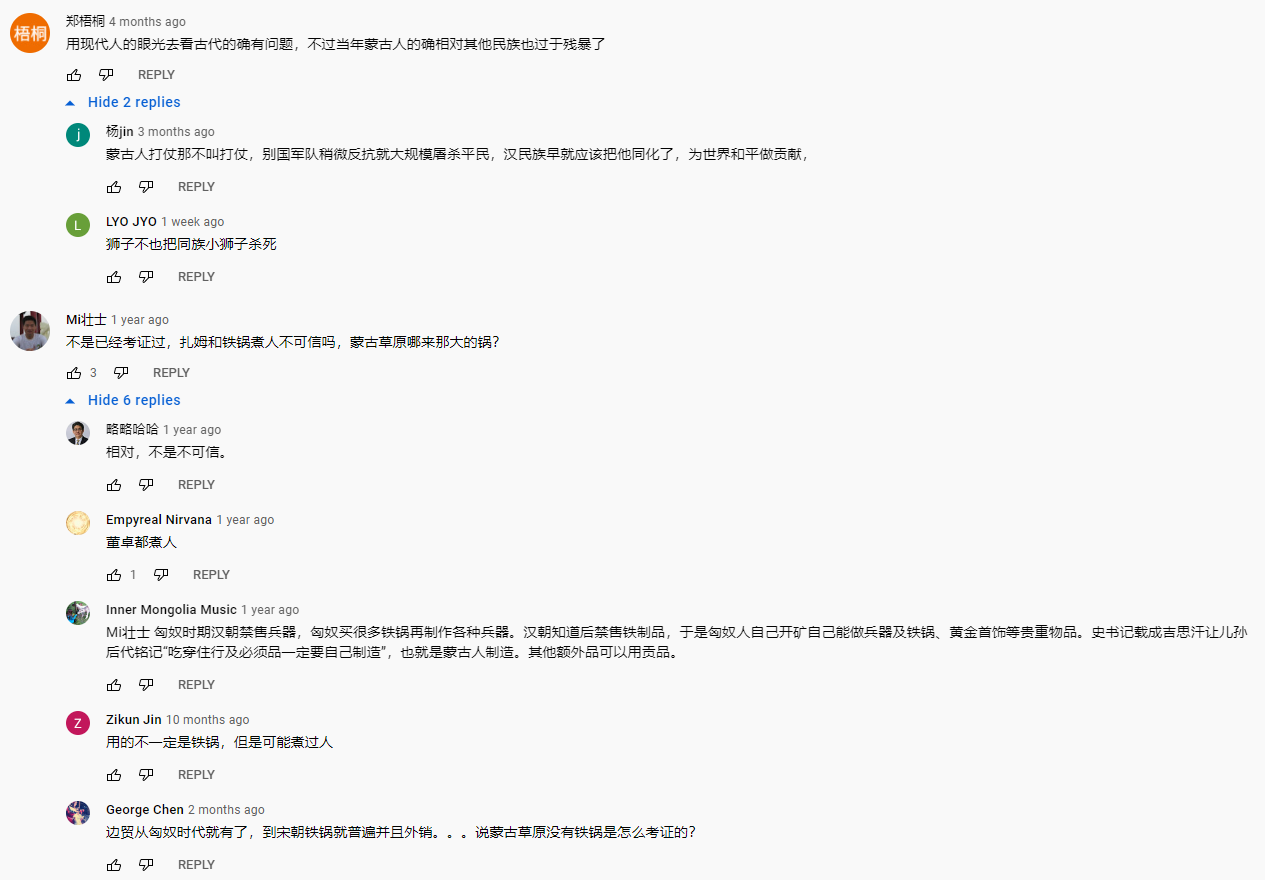 梧桐
郑梧桐 4 months ago
用现代人的眼光去看古代的确有问题，不过当年蒙古人的确相对其他民族也过于残暴了
REPLY
Hide 2 replies
j
杨jin 3 months ago
蒙古人打仗那不叫打仗，别国军队稍微反抗就大规模屠杀平民，汉民族早就应该把他同化了，为世界和平做贡献，
REPLY
L
LYO JYO 1 week ago
狮子不也把同族小狮子杀死
REPLY
Mi壮士 1 year ago
不是已经考证过，扎姆和铁锅煮人不可信吗，蒙古草原哪来那大的锅？
3 REPLY
Hide 6 replies
略略哈哈 1 year ago
相对，不是不可信。
REPLY
Empyreal Nirvana 1 year ago
董卓都煮人
1 REPLY
Inner Mongolia Music 1 year ago
Mi壮士 匈奴时期汉朝禁售兵器，匈奴买很多铁锅再制作各种兵器。汉朝知道后禁售铁制品，于是匈奴人自己开矿自己能做兵器及铁锅、黄金首饰等贵重物品。史书记载成吉思汗让儿孙
后代铭记“吃穿住行及必须品一定要自己制造”，也就是蒙古人制造。其他额外品可以用贡品。
REPLY
Z
Zikun Jin 10 months ago
用的不一定是铁锅，但是可能煮过人
REPLY
George Chen 2 months ago
边贸从匈奴时代就有了，到宋朝铁锅就普遍并且外销。。。说蒙古草原没有铁锅是怎么考证的？
REPLY